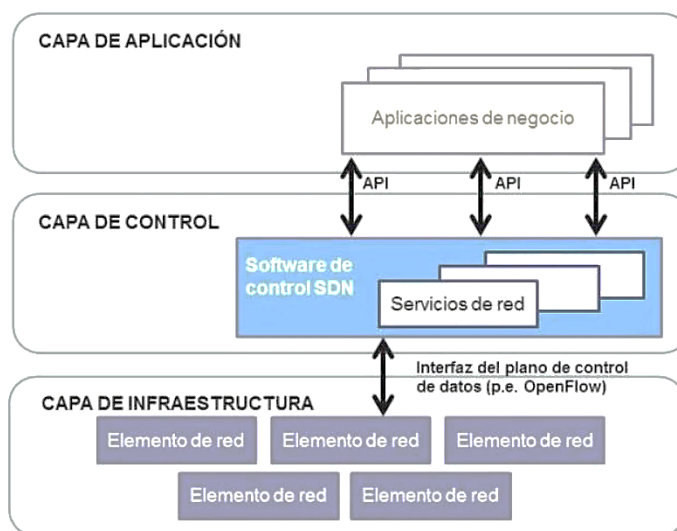 CAPA DE APLICACIÓN
Aplicaciones de negocio
API
API
API
CAPA DE CONTROL
Software de
control SDN
Servicios de red
Interfaz del plano de control
de datos (p.e. OpenFlow)
CAPA DE INFRAESTRUCTURA
Elemento de red
Elemento de red
Elemento de red
Elemento de red
Elemento de red